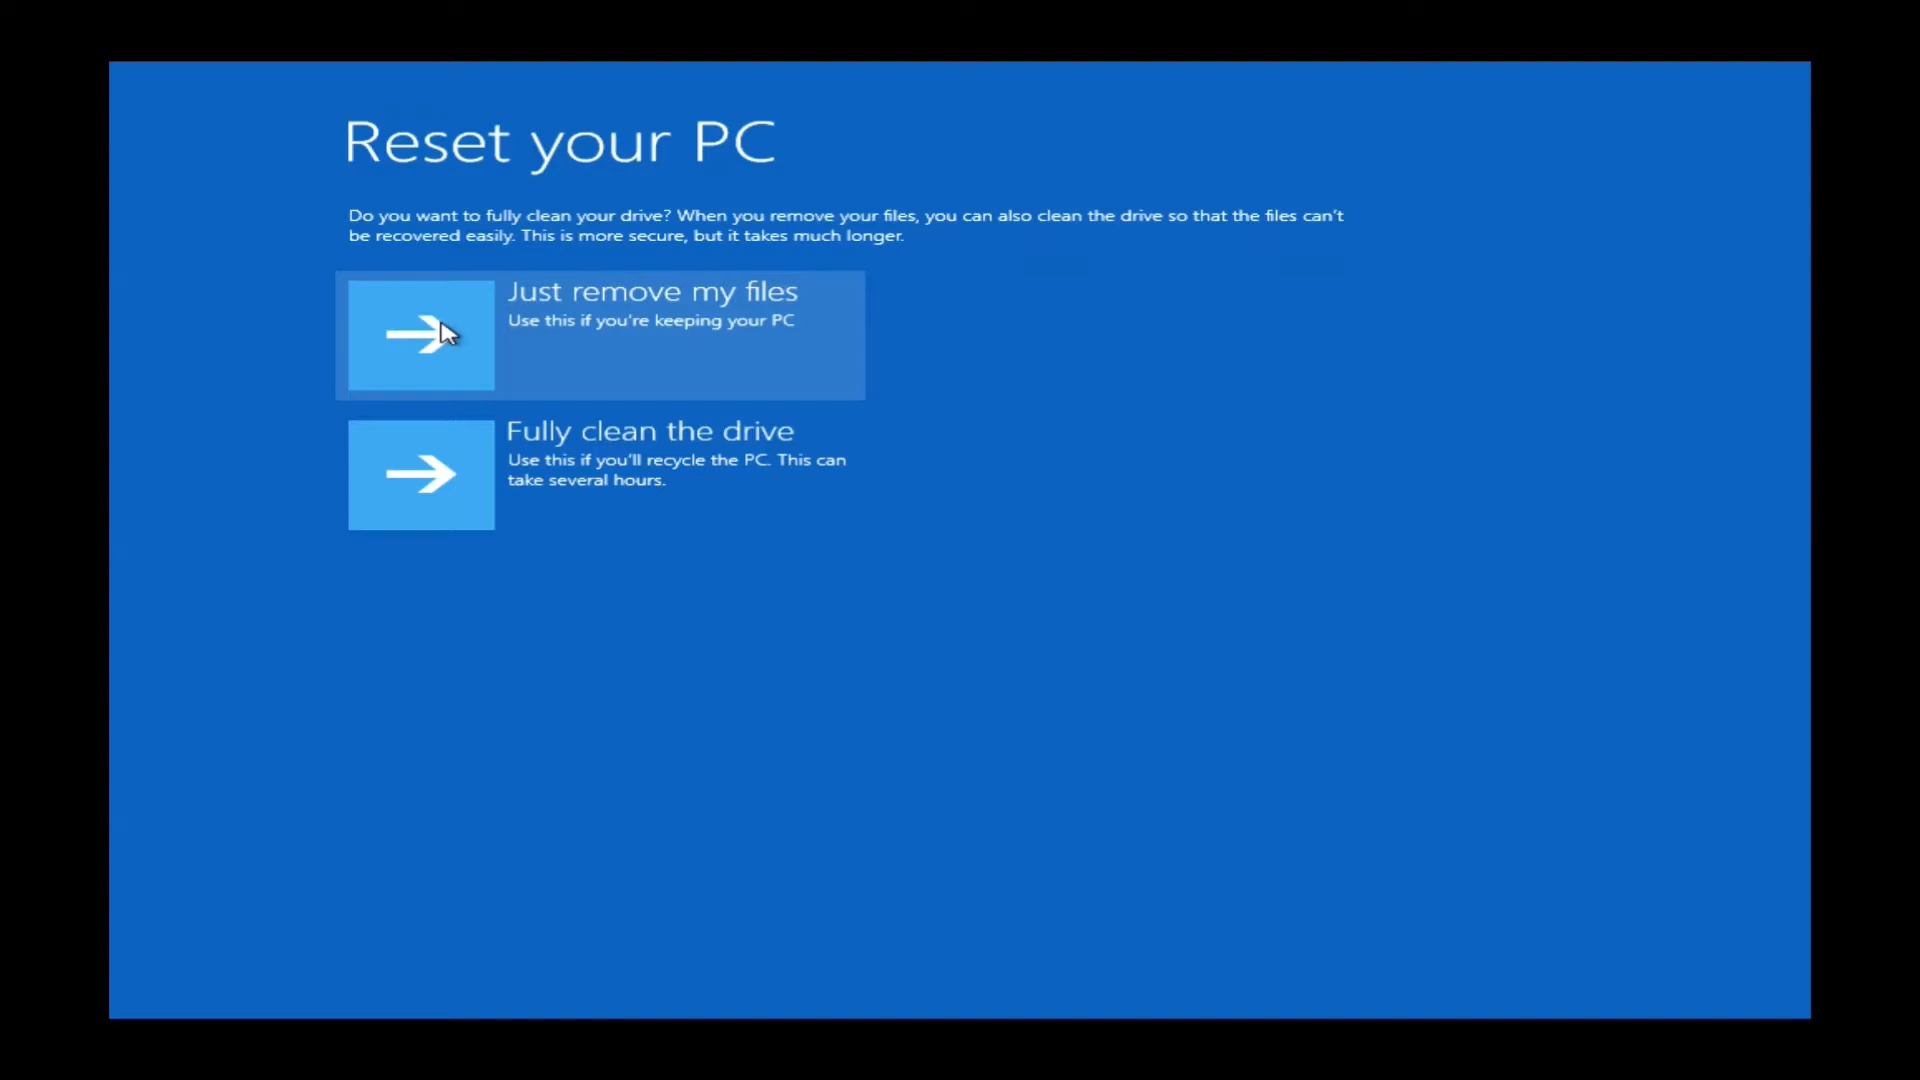 Reset your PC
Do you want to fully clean your drive? When you remove your files, you can also clean the drive so that the files can't
be recovered easily. This is more secure, but it takes much longer.
Just remove my files
Use this if you're keeping your PC
Fully clean the drive
Use this if you'll recycle the PC. This can
take several hours.